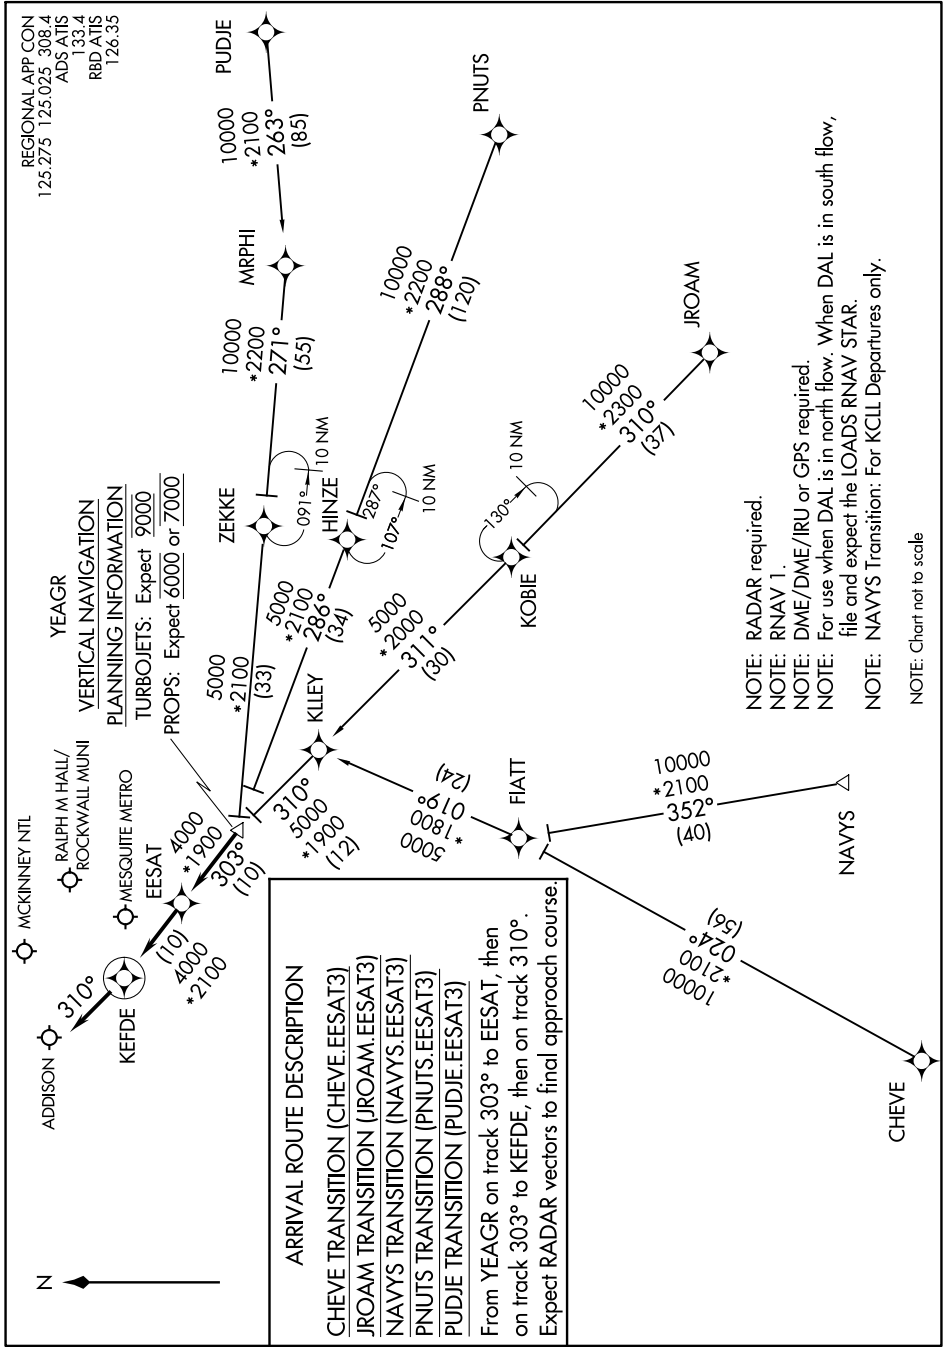 REGIONAL APP CON
125.275 125.025 308.4
ADS ATIS
133.4
RBD ATIS
126.35
N
MCKINNEY NTL
RALPH M HALL/
ROCKWALL MUNI
MESQUITE METRO
ADDISON
310°
KEFDE
(10)
4000
*2100
EESAT
4000
*1900
303°
(10)
YEAGR
VERTICAL NAVIGATION
PLANNING INFORMATION
TURBOJETS: Expect 9000
PROPS: Expect 6000 or 7000
5000
*2100
(33)
ZEKKE
091°
10 NM
10000
*2200
271°
(55)
MRPHI
10000
*2100
263°
(85)
PUDJE
5000
*2100
286°
(34)
HINZE
287°
107°
10 NM
10000
*2200
288°
(120)
PNUTS
310°
5000
*1900
(12)
KLLEY
5000
*2000
311°
(30)
KOBIE
130°
10 NM
10000
*2300
310°
(37)
JROAM
(24)
019°
*1800
5000
FIATT
10000
*2100
352°
(40)
NAVYS
(56)
024°
*2100
10000
CHEVE
ARRIVAL ROUTE DESCRIPTION
CHEVE TRANSITION (CHEVE.EESAT3)
JROAM TRANSITION (JROAM.EESAT3)
NAVYS TRANSITION (NAVYS.EESAT3)
PNUTS TRANSITION (PNUTS.EESAT3)
PUDJE TRANSITION (PUDJE.EESAT3)
From YEAGR on track 303° to EESAT, then
on track 303° to KEFDE, then on track 310°.
Expect RADAR vectors to final approach course.
NOTE: RADAR required.
NOTE: RNAV 1.
NOTE: DME/DME/IRU or GPS required.
NOTE: For use when DAL is in north flow. When DAL is in south flow,
file and expect the LOADS RNAV STAR.
NOTE: NAVYS Transition: For KCLL Departures only.
NOTE: Chart not to scale